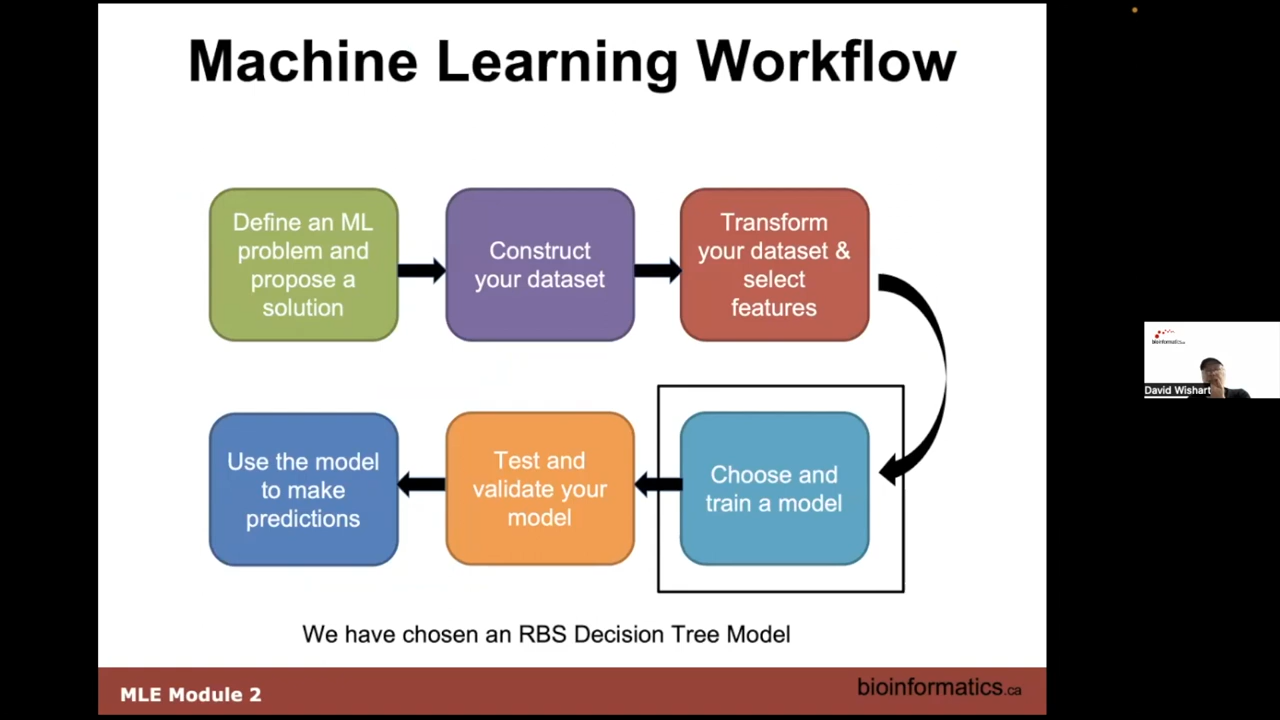 Machine Learning Workflow
Define an ML
problem and
propose a
solution
Construct
your dataset
Transform
your dataset &
select
features
Choose and
train a model
Test and
validate your
model
Use the model
to make
predictions
We have chosen an RBS Decision Tree Model
MLE Module 2
bioinformatics.ca
bioinformatics.ca
David Wishart